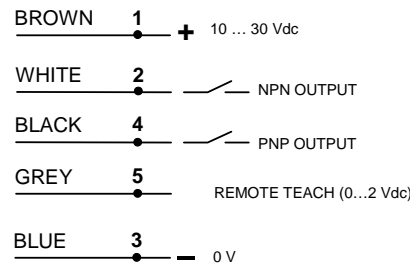 BROWN 1 + 10 ... 30 Vdc
WHITE 2 NPN OUTPUT
BLACK 4 PNP OUTPUT
GREY 5 REMOTE TEACH (0...2 Vdc)
BLUE 3 − 0 V